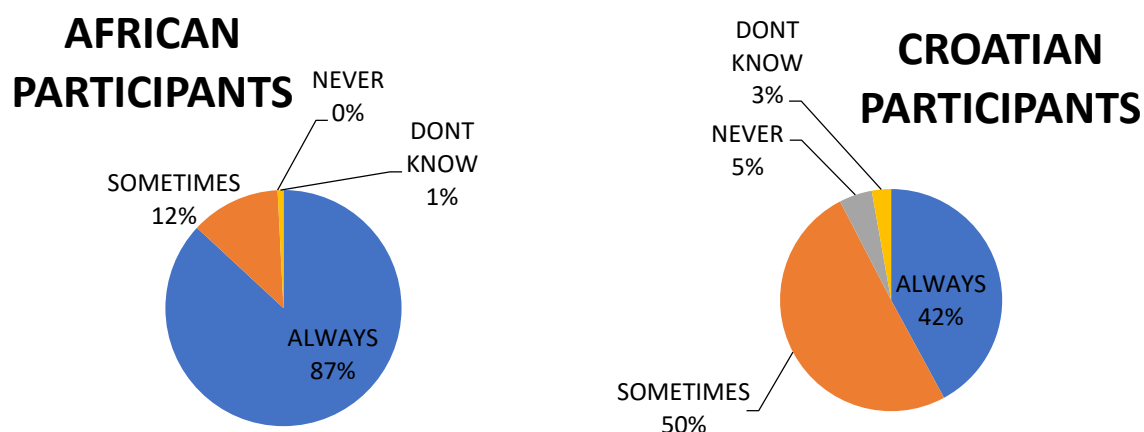 AFRICAN
PARTICIPANTS
NEVER
0%
DONT
KNOW
1%
SOMETIMES
12%
ALWAYS
87%
CROATIAN
PARTICIPANTS
DONT
KNOW
3%
NEVER
5%
ALWAYS
42%
SOMETIMES
50%